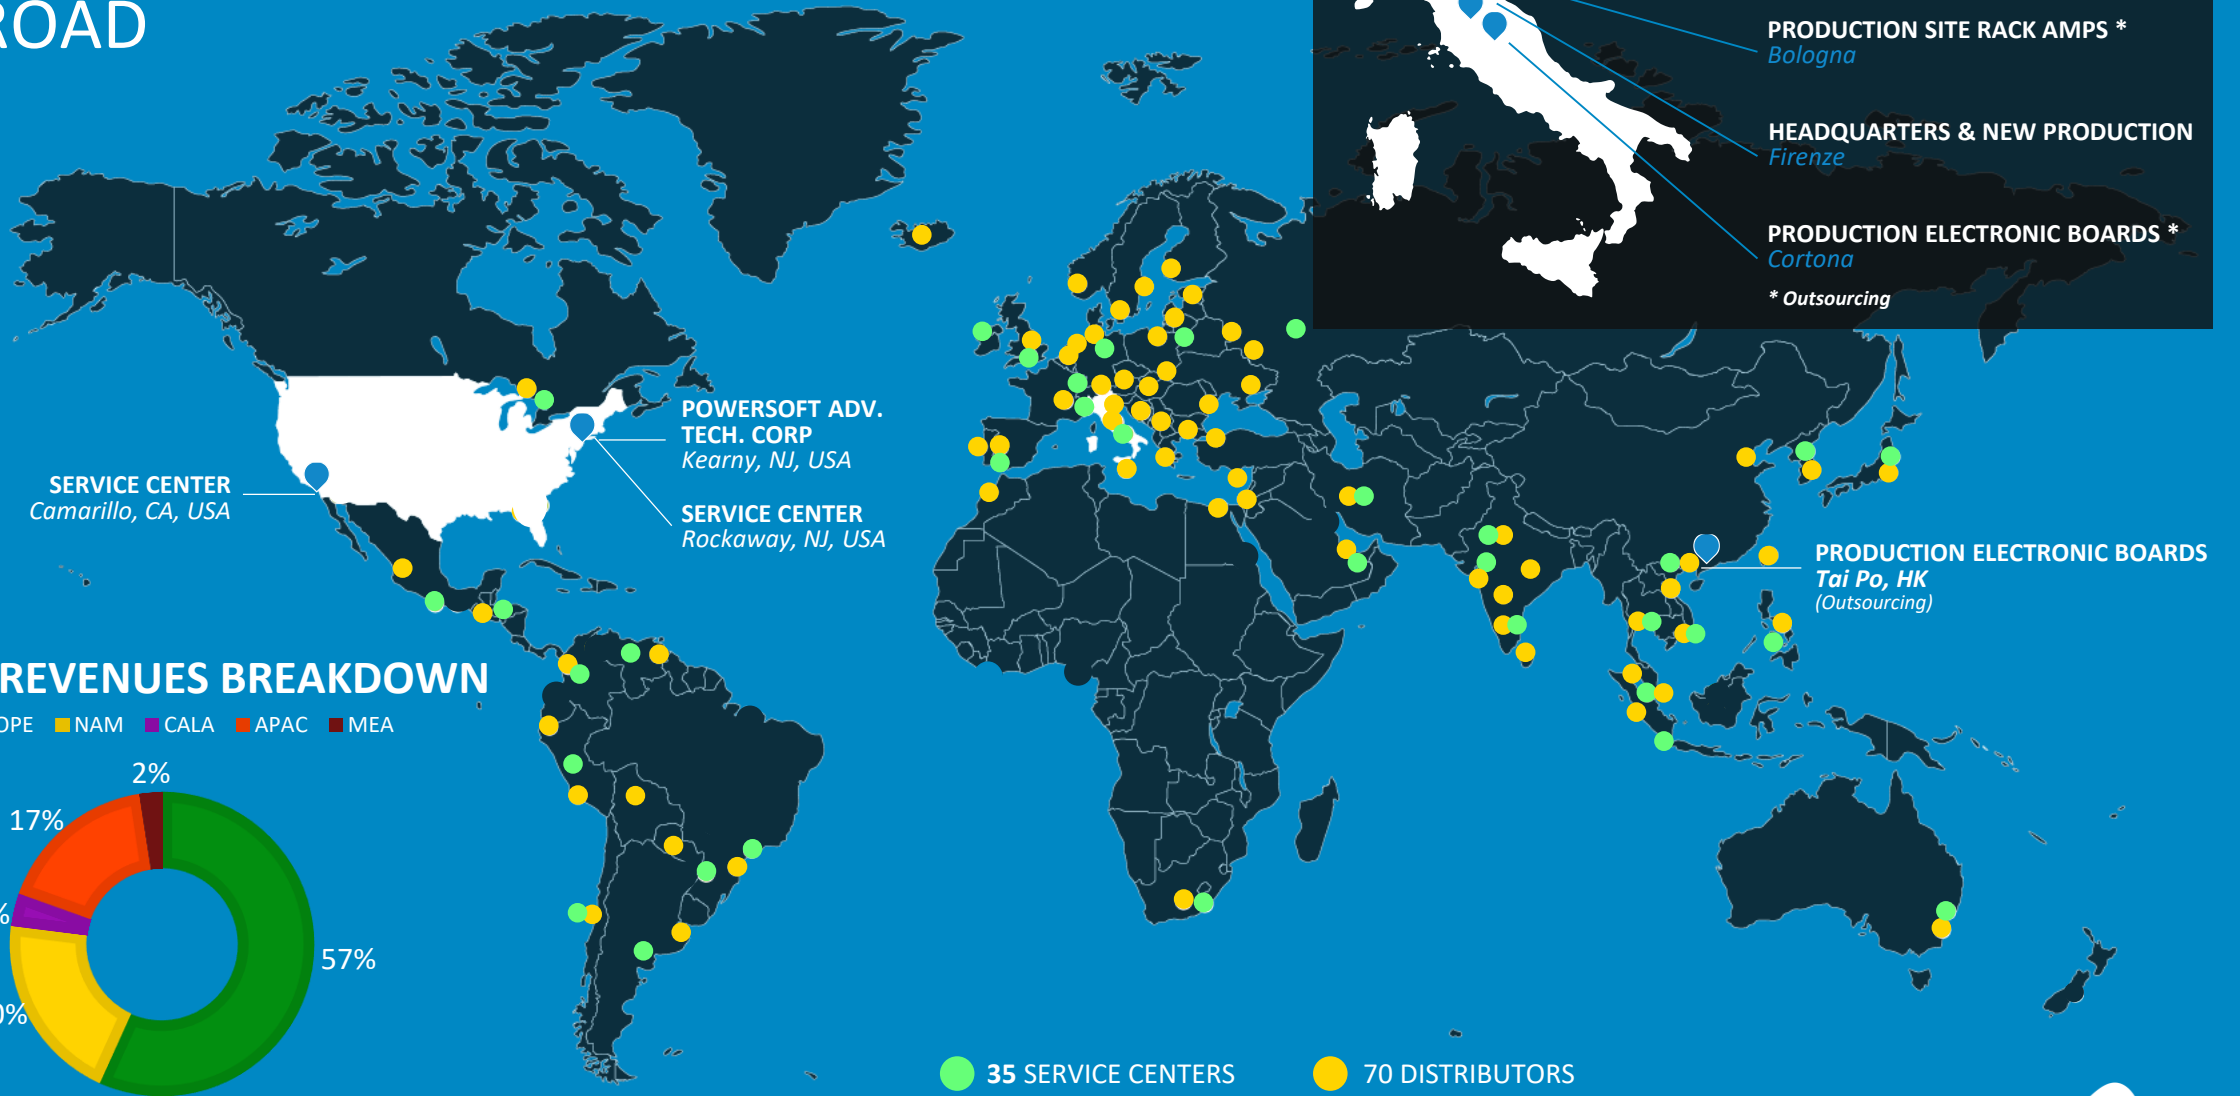 ROAD
PRODUCTION SITE RACK AMPS *
Bologna
HEADQUARTERS & NEW PRODUCTION
Firenze
PRODUCTION ELECTRONIC BOARDS *
Cortona
* Outsourcing
POWERSOFT ADV.
TECH. CORP
Kearny, NJ, USA
SERVICE CENTER
Camarillo, CA, USA
SERVICE CENTER
Rockaway, NJ, USA
PRODUCTION ELECTRONIC BOARDS
Tai Po, HK
(Outsourcing)
REVENUES BREAKDOWN
OPE NAM CALA APAC MEA
2%
17%
%
57%
0%
35 SERVICE CENTERS
70 DISTRIBUTORS